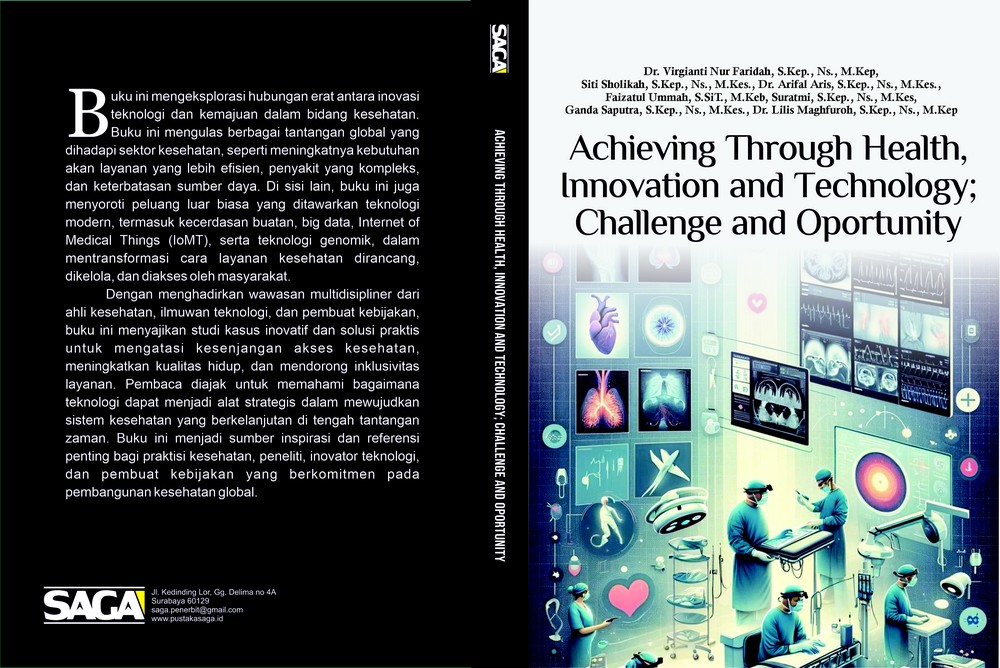 Buku ini mengeksplorasi hubungan erat antara inovasi
teknologi dan kemajuan dalam bidang kesehatan.
Buku ini mengulas berbagai tantangan global yang
dihadapi sektor kesehatan, seperti meningkatnya kebutuhan
akan layanan yang lebih efisien, penyakit yang kompleks,
dan keterbatasan sumber daya. Di sisi lain, buku ini juga
menyoroti peluang luar biasa yang ditawarkan teknologi
modern, termasuk kecerdasan buatan, big data, Internet of
Medical Things (IoMT), serta teknologi genomik, dalam
mentransformasi cara layanan kesehatan dirancang,
dikelola, dan diakses oleh masyarakat.
Dengan menghadirkan wawasan multidisipliner dari
ahli kesehatan, ilmuwan teknologi, dan pembuat kebijakan,
buku ini menyajikan studi kasus inovatif dan solusi praktis
untuk mengatasi kesenjangan akses kesehatan,
meningkatkan kualitas hidup, dan mendorong inklusivitas
layanan. Pembaca diajak untuk memahami bagaimana
teknologi dapat menjadi alat strategis dalam mewujudkan
sistem kesehatan yang berkelanjutan di tengah tantangan
zaman. Buku ini menjadi sumber inspirasi dan referensi
penting bagi praktisi kesehatan, peneliti, inovator teknologi,
dan pembuat kebijakan yang berkomitmen pada
pembangunan kesehatan global.
SAGA
Jl. Kedinding Lor, Gg. Delima no 4A
Surabaya 60129
saga.penerbit@gmail.com
www.pustakasaga.id
SAGA
ACHIEVING THROUGH HEALTH, INNOVATION AND TECHNOLOGY; CHALLENGE AND OPORTUNITY
Dr. Virgianti Nur Faridah, S.Kep., Ns., M.Kep,
Siti Sholikah, S.Kep., Ns., M.Kes., Dr. Arifal Aris, S.Kep., Ns., M.Kes.,
Faizatul Ummah, S.SiT., M.Keb, Suratmi, S.Kep., Ns., M.Kes,
Ganda Saputra, S.Kep., Ns., M.Kes., Dr. Lilis Maghfuroh, S.Kep., Ns., M.Kep
Achieving Through Health,
Innovation and Technology;
Challenge and Oportunity